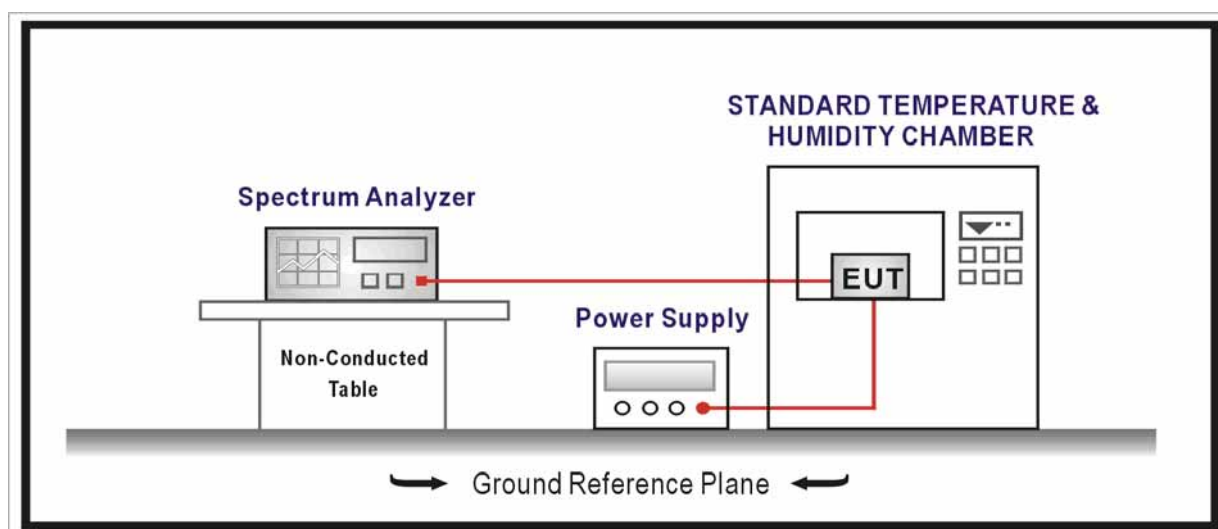 STANDARD TEMPERATURE &
HUMIDITY CHAMBER
Spectrum Analyzer
EUT
Power Supply
Non-Conducted
Table
Ground Reference Plane